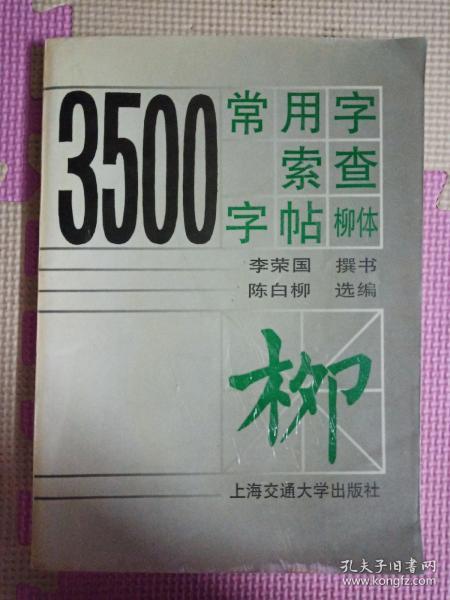 3500
常用字
索查
字帖 柳体
李荣国 撰书
陈白柳 选编
柳
上海交通大学出版社
孔夫子旧书网
www.kongfz.com